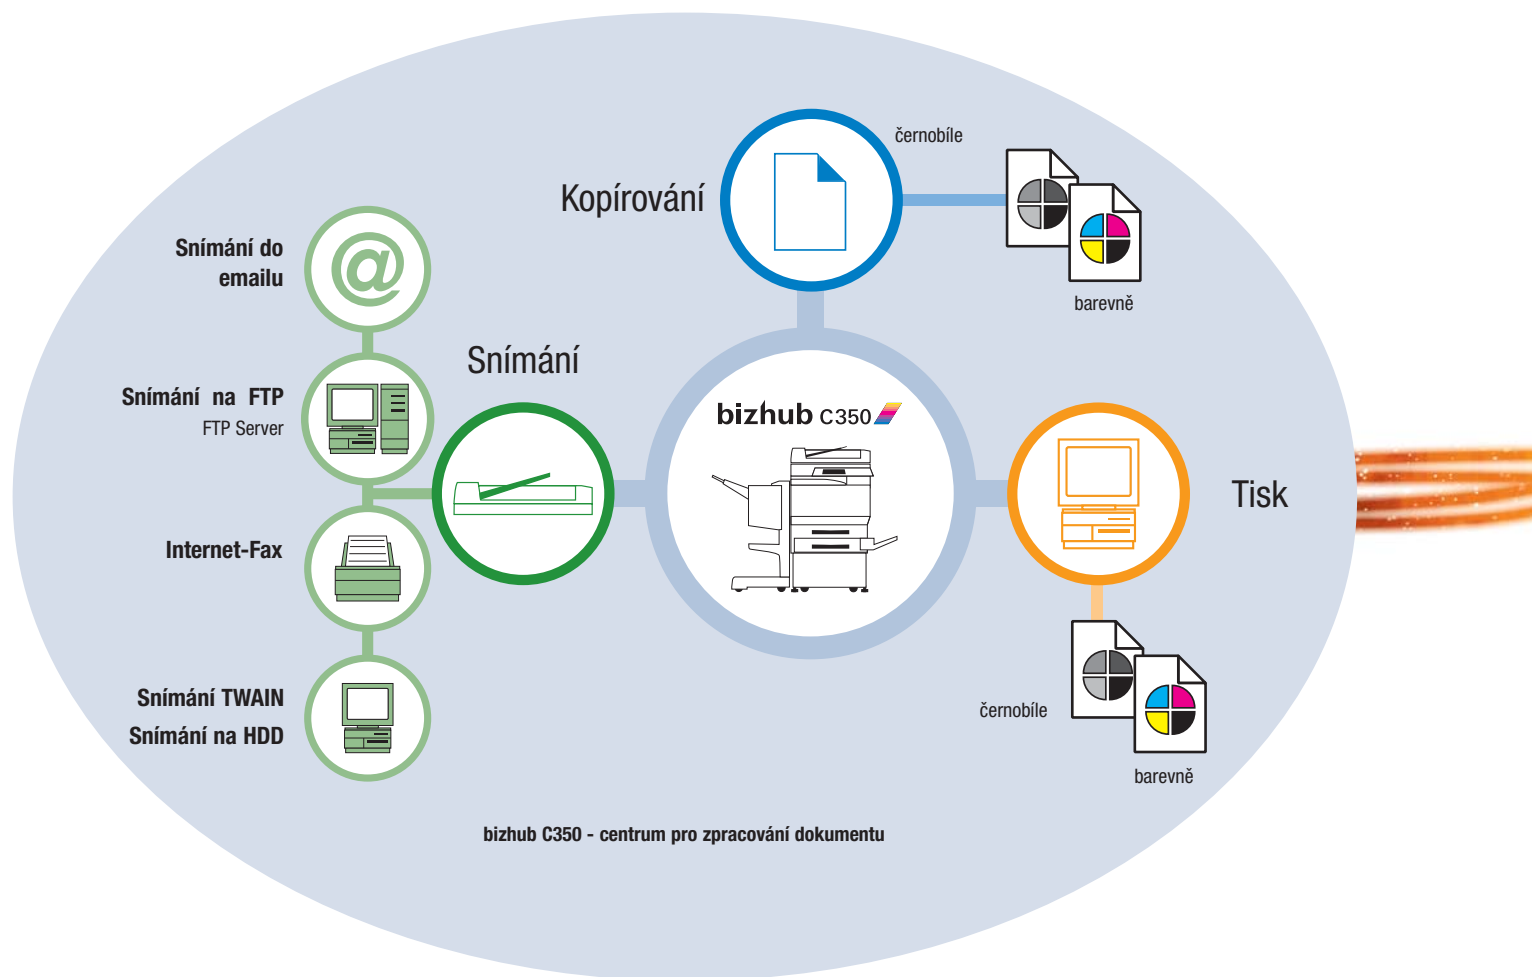 černobíle
Kopírování
barevně
Snímání do
emailu
Snímání
Snímání na FTP
FTP Server
Internet-Fax
Snímání TWAIN
Snímání na HDD
bizhub C350
Tisk
černobíle
barevně
bizhub C350 - centrum pro zpracování dokumentu